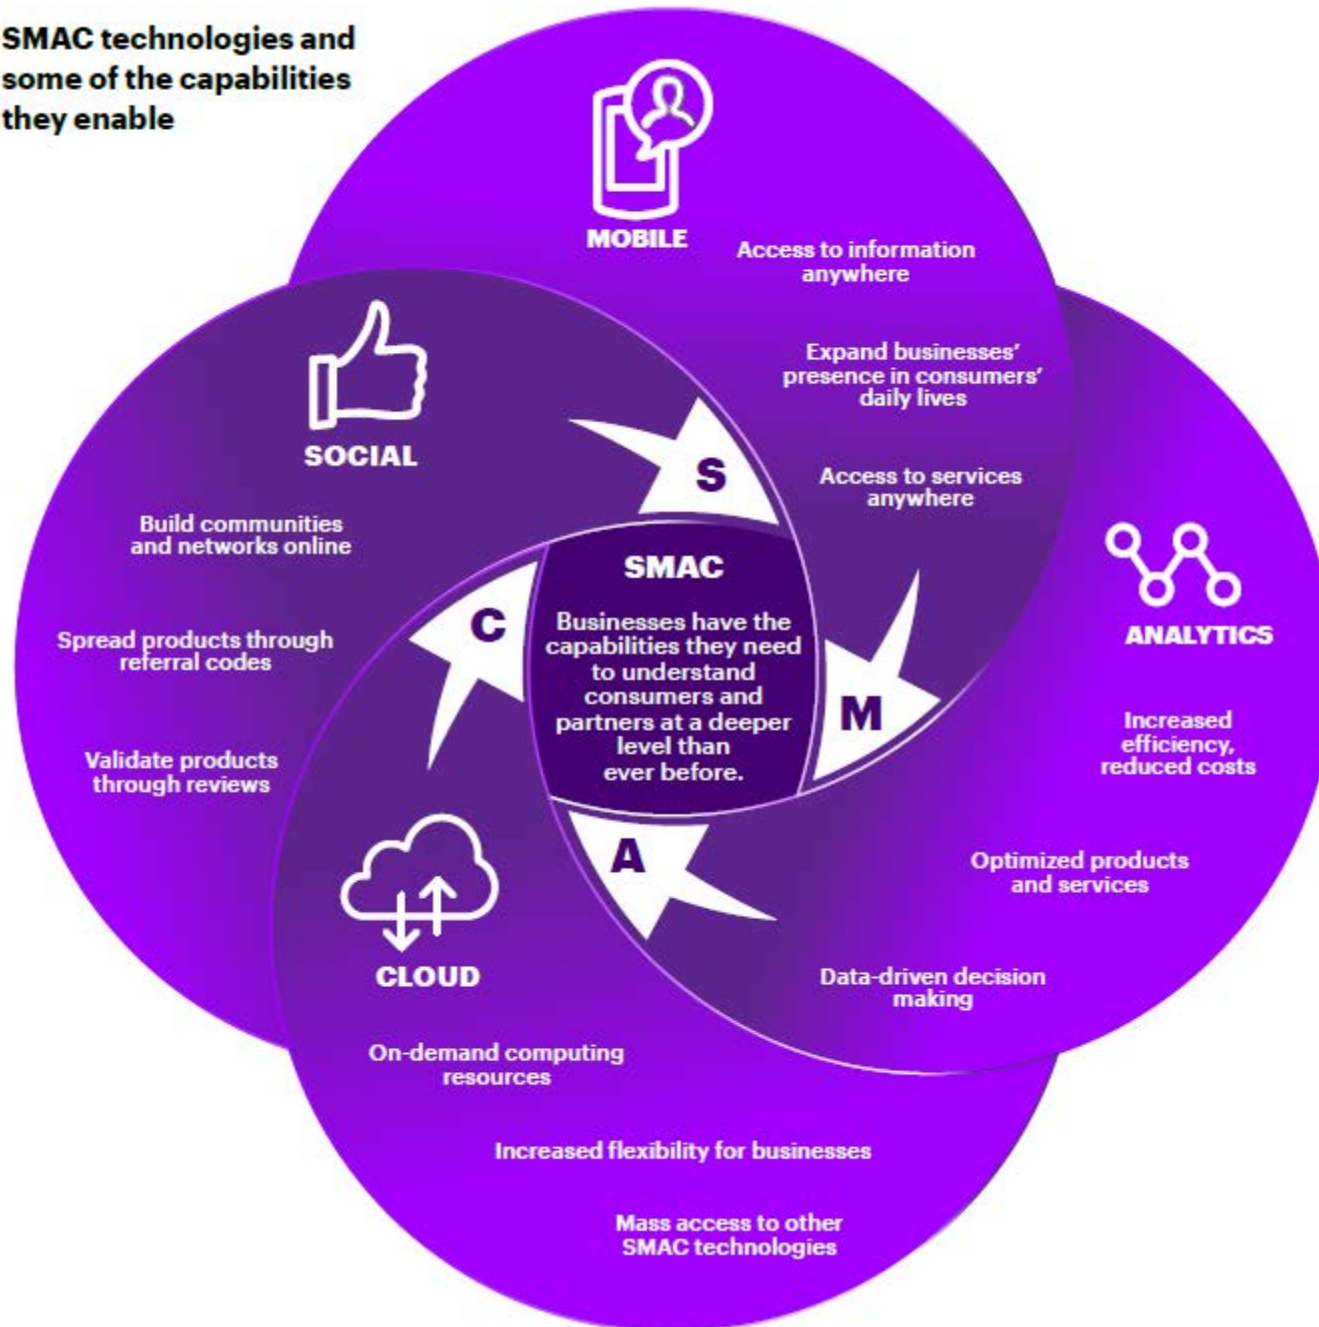 SMAC technologies and
some of the capabilities
they enable
MOBILE
Access to information
anywhere
Expand businesses’
presence in consumers’
daily lives
Access to services
anywhere
SOCIAL
Build communities
and networks online
Spread products through
referral codes
Validate products
through reviews
S
M
A
C
SMAC
Businesses have the
capabilities they need
to understand
consumers and
partners at a deeper
level than
ever before.
ANALYTICS
Increased
efficiency,
reduced costs
Optimized products
and services
Data-driven decision
making
CLOUD
On-demand computing
resources
Increased flexibility for businesses
Mass access to other
SMAC technologies